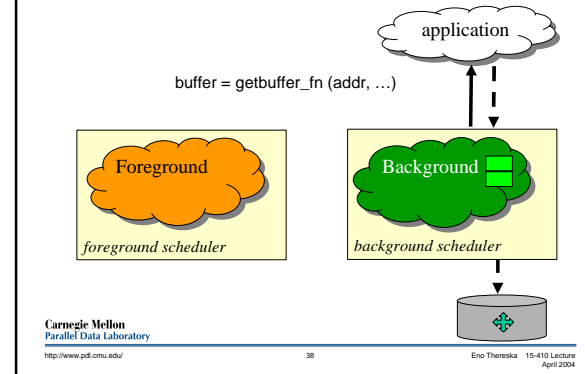 application
buffer = getbuffer_fn (addr, …)
Foreground
Background
foreground scheduler
background scheduler
Carnegie Mellon
Parallel Data Laboratory
http://www.pdl.cmu.edu/
38
Eno Thereska 15-410 Lecture
April 2004